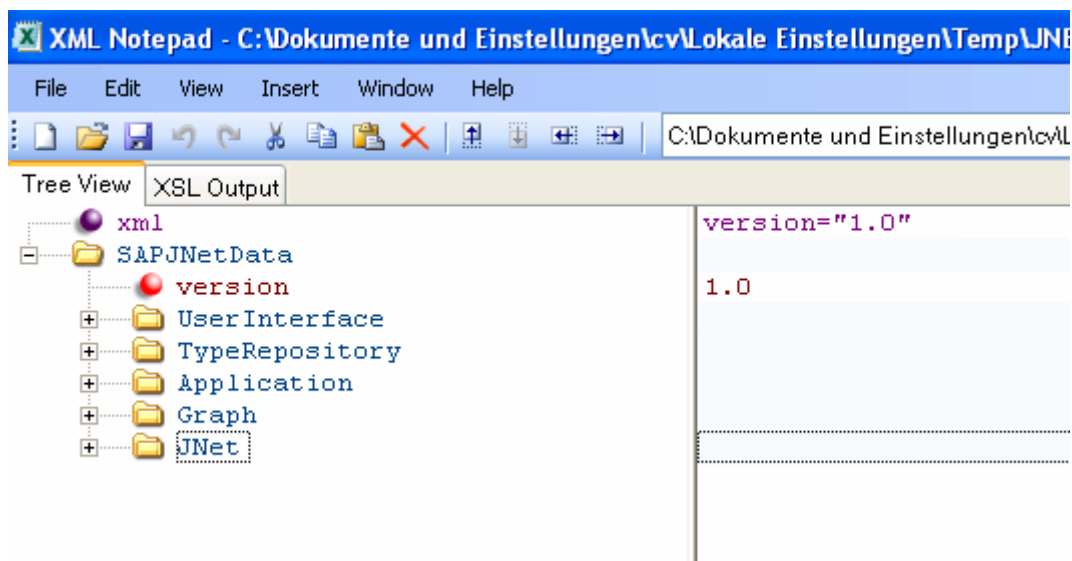 XML Notepad - C:\Dokumente und Einstellungen\cv\Lokale Einstellungen\Temp\JNE
File Edit View Insert Window Help
C:\Dokumente und Einstellungen\cv\L
Tree View XSL Output
xml version="1.0"
SAPJNetData
version 1.0
UserInterface
TypeRepository
Application
Graph
JNet